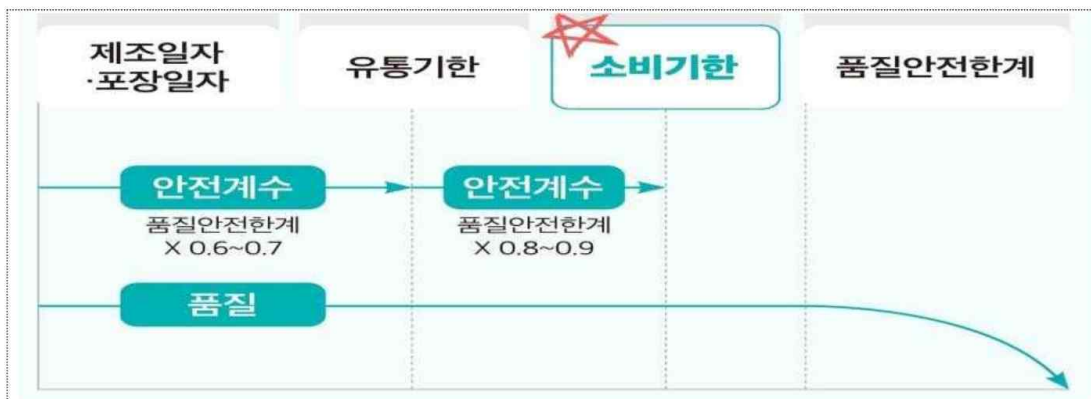 제조일자
·포장일자
유통기한
소비기한
품질안전한계
안전계수
품질안전한계
X 0.6~0.7
안전계수
품질안전한계
X 0.8~0.9
품질